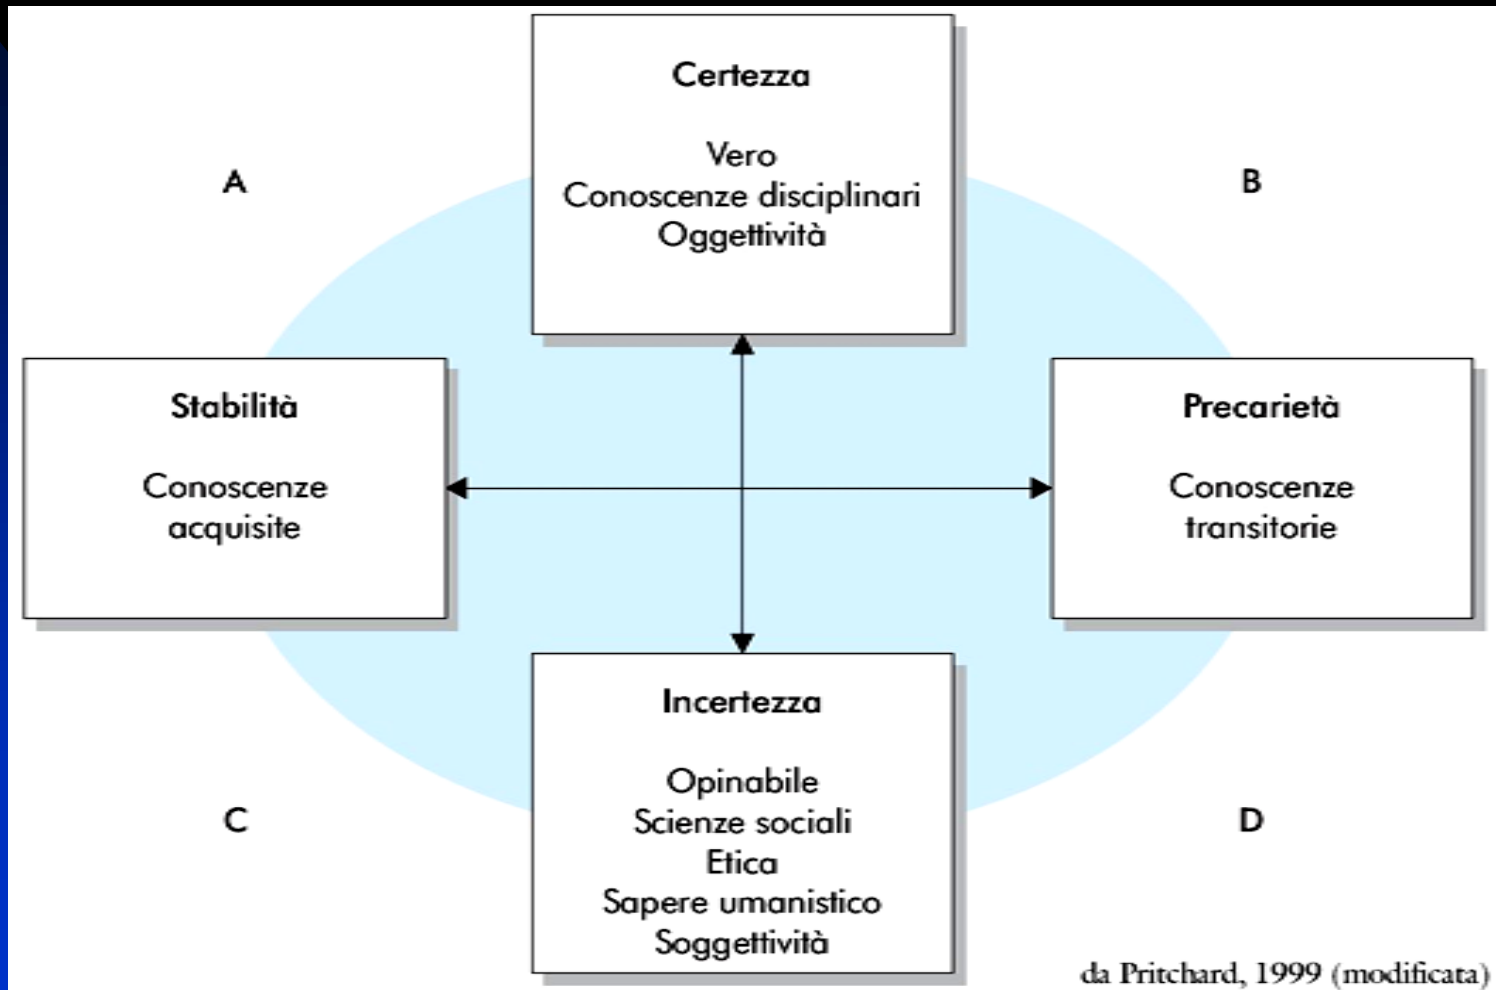 Certezza
Vero
Conoscenze disciplinari
Oggettività
A
B
Stabilità
Conoscenze
acquisite
Precarietà
Conoscenze
transitorie
Incertezza
Opinabile
Scienze sociali
Etica
Sapere umanistico
Soggettività
C
D
da Pritchard, 1999 (modificata)